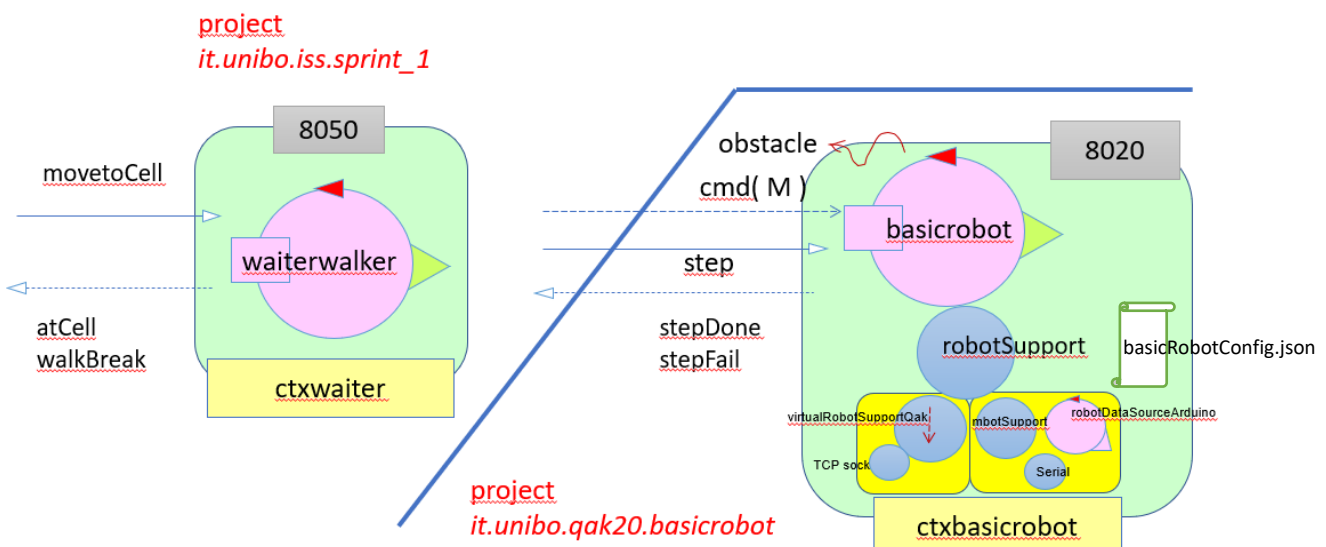 project
it.unibo.iss.sprint_1
8050
movetoCell
waiterwalker
atCell
walkBreak
ctxwaiter
obstacle
8020
cmd( M )
basicrobot
step
stepDone
stepFail
robotSupport
basicRobotConfig.json
virtualRobotSupportQak
mbotSupport
robotDataSourceArduino
TCP sock
Serial
project
it.unibo.qak20.basicrobot
ctxbasicrobot